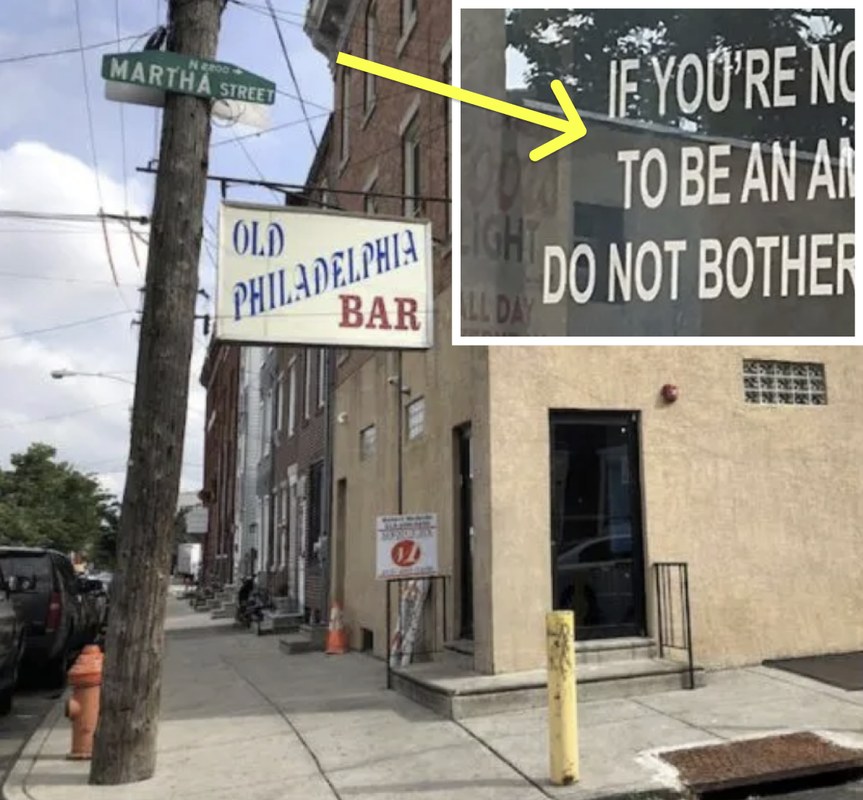 N 2200 →
MARTHA STREET
OLD
PHILADELPHIA
BAR
IF YOU'RE NO
TO BE AN AM
DO NOT BOTHER
LIGHT
ALL DAY